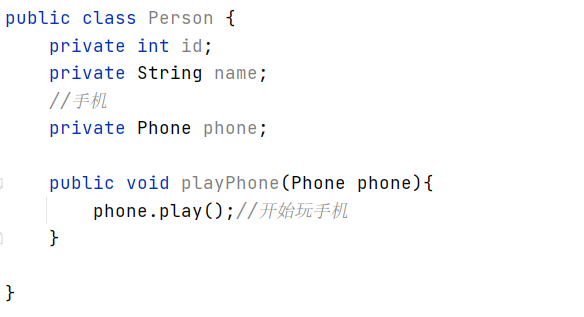 public class Person {
    private int id;
    private String name;
    //手机
    private Phone phone;
    public void playPhone(Phone phone){
        phone.play();//开始玩手机
    }
}